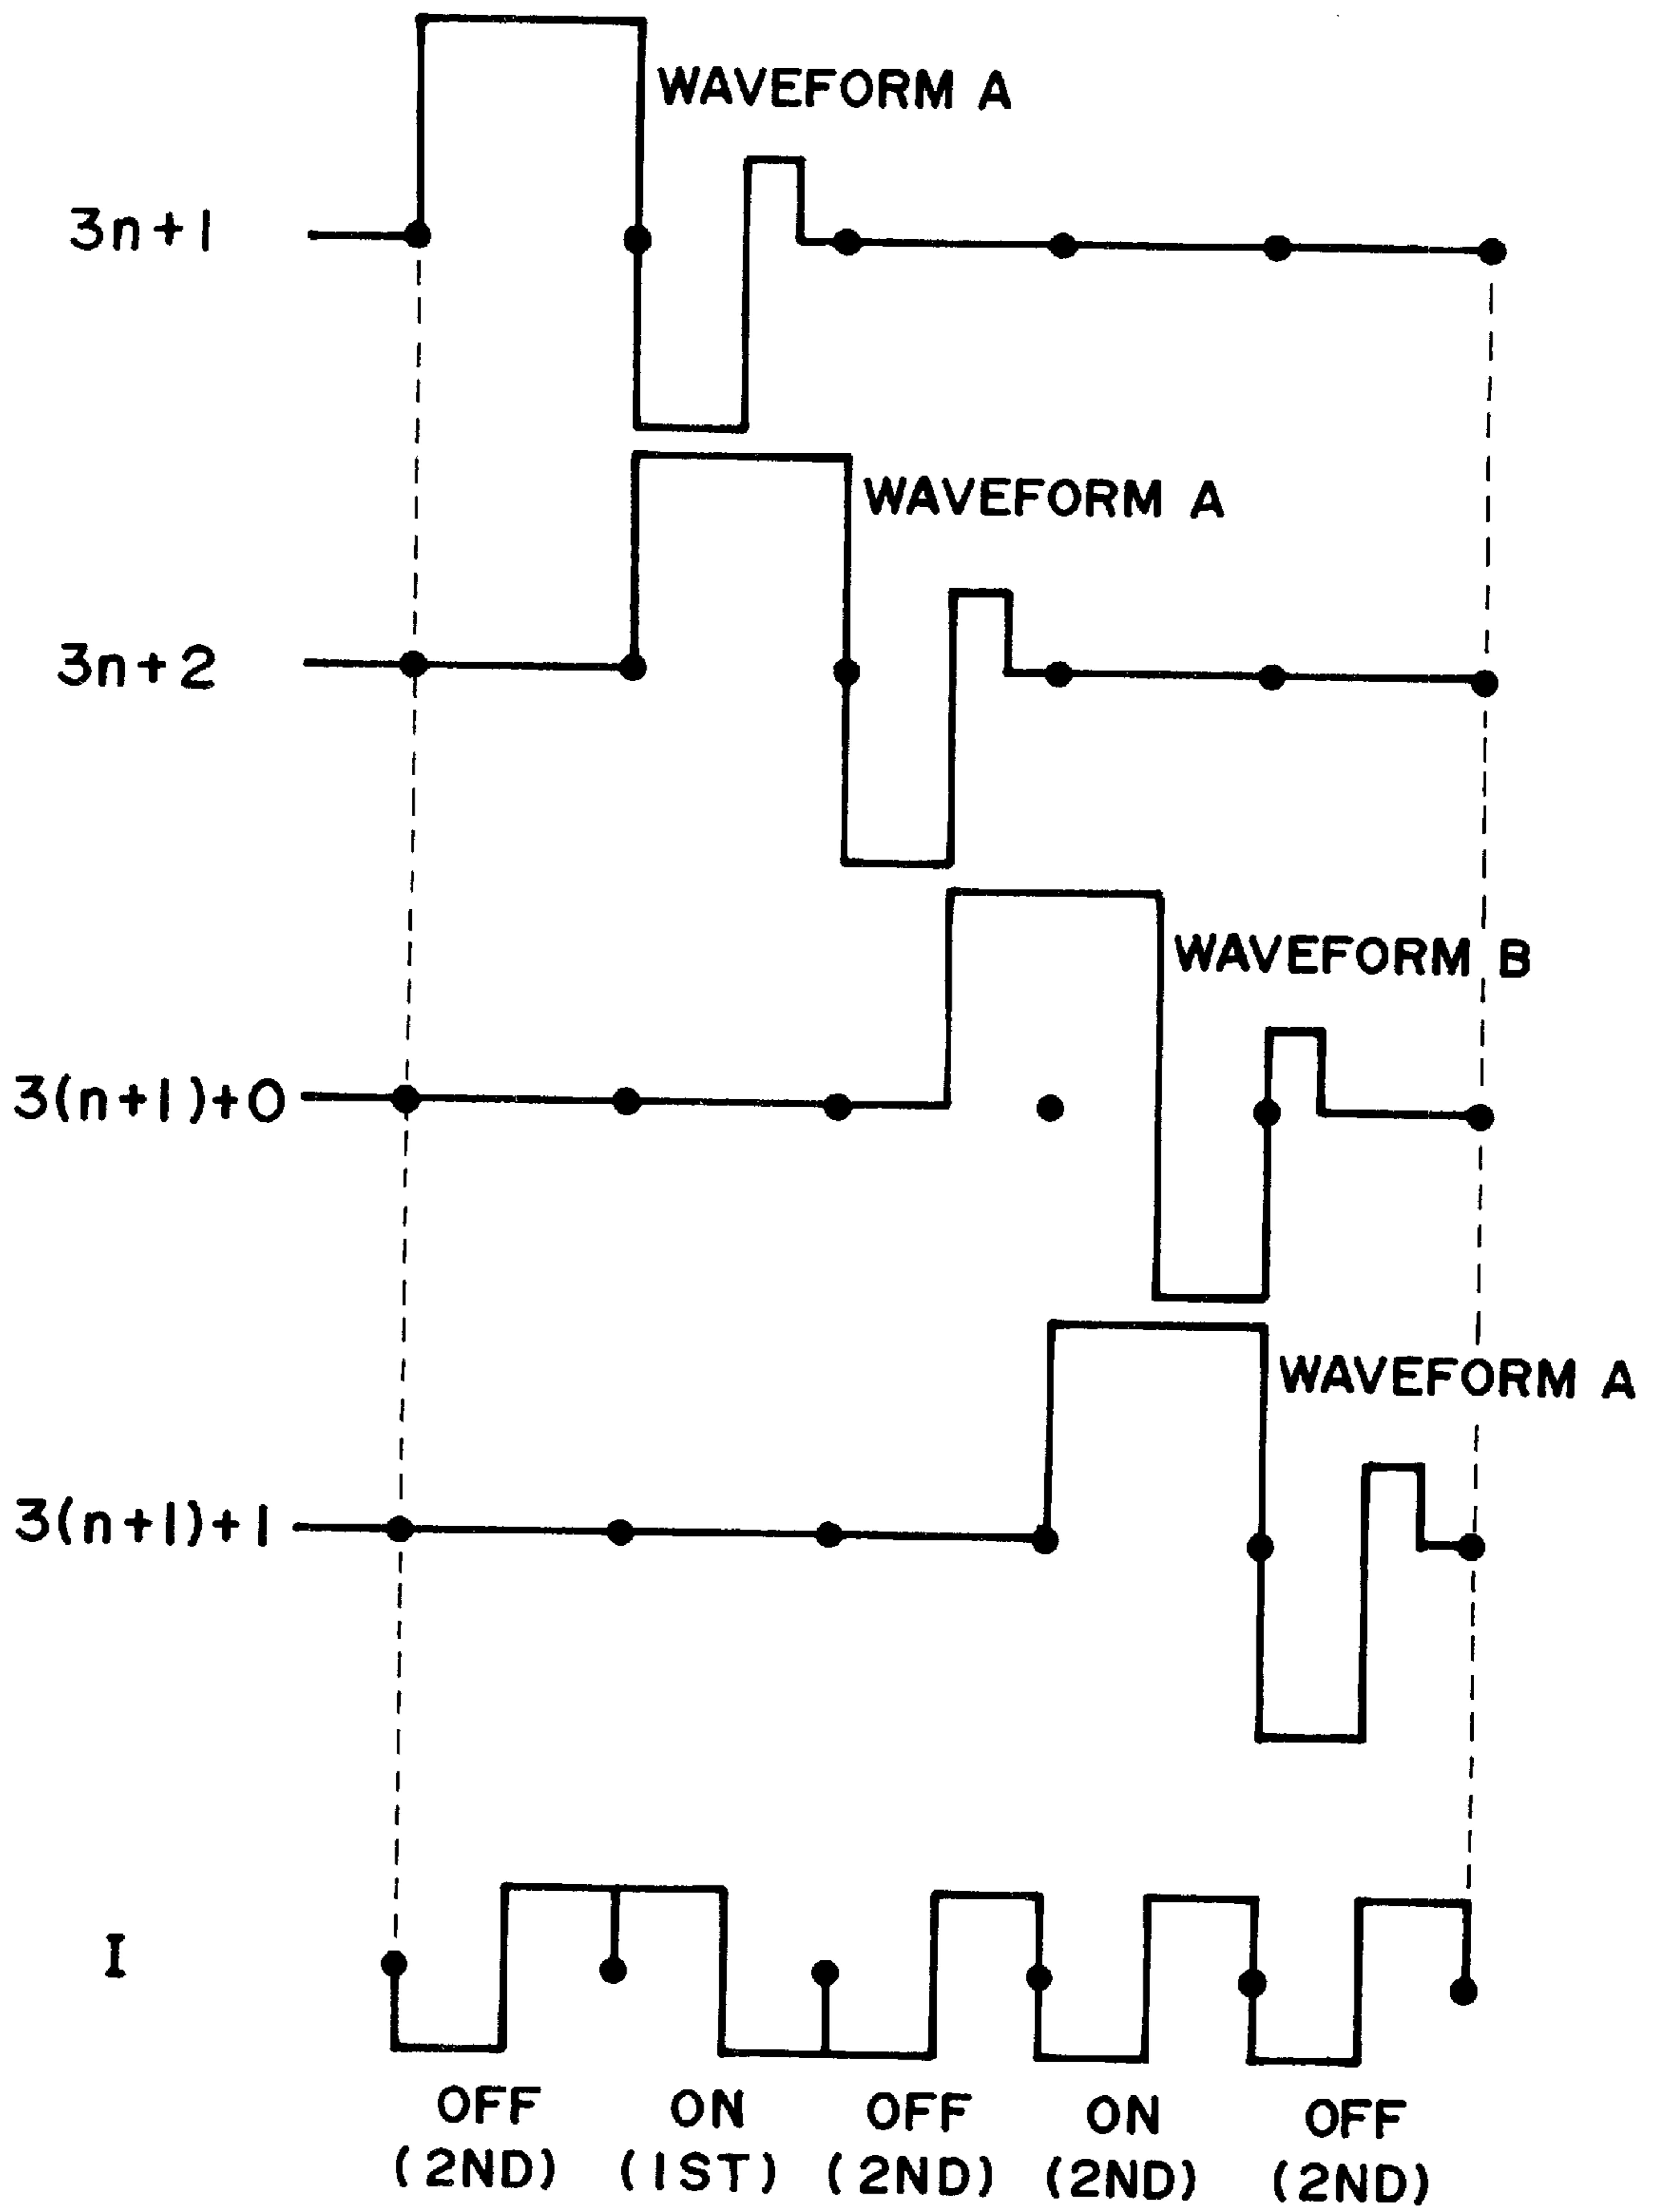 WAVEFORM A
3n+1
WAVEFORM A
3n+2
WAVEFORM B
3(n+1)+0
WAVEFORM A
3(n+1)+1
I
OFF ON OFF ON OFF
(2ND) (1ST) (2ND) (2ND) (2ND)